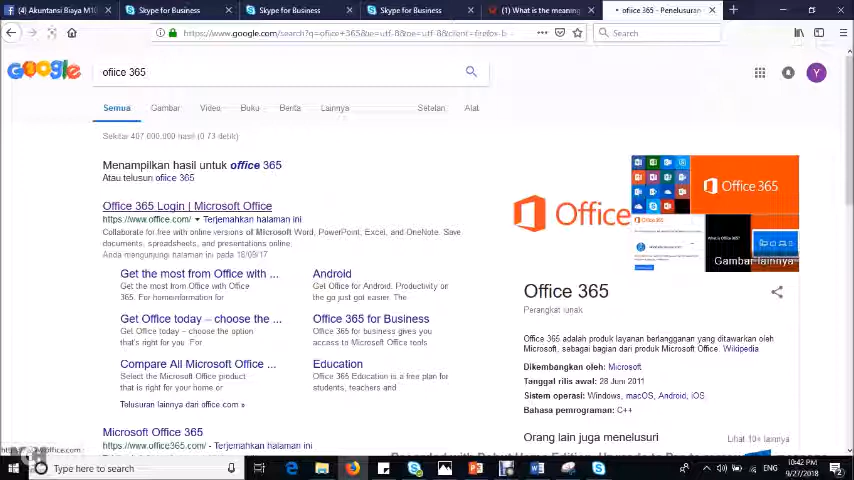 (4) Akuntansi Biaya M10
Skype for Business
Skype for Business
Skype for Business
(1) What is the meaning
ofiice 365 - Penelusuran
https://www.google.com/search?q=ofiice+365&ie=utf-8&oe=utf-8&client=firefox-b
Search
Google
ofiice 365
Y
Semua Gambar Video Buku Berita Lainnya Setelan Alat
Sekitar 407.000.000 hasil (0,73 detik)
Menampilkan hasil untuk office 365
Atau telusuri ofiice 365
Office 365 Login | Microsoft Office
https://www.office.com/ Terjemahkan halaman ini
Collaborate for free with online versions of Microsoft Word, PowerPoint, Excel, and OneNote. Save
documents, spreadsheets, and presentations online,
Anda mengunjungi halaman ini pada 18/09/17
Get the most from Office with ...
Get the most from Office with Office
365. For home
Android
Get Office for Android. Productivity on
the go just got easier. The
Get Office today – choose the ...
Get Office today – choose the option
that's right for you. For
Office 365 for Business
Office 365 for business gives you
access to Microsoft Office tools
Compare All Microsoft Office ...
Select the Microsoft Office product
that is right for your home or
Education
Office 365 Education is a free plan for
students, teachers and
Telusuran lainnya dari office.com »
Microsoft Office 365
https://www.office365.com/ - Terjemahkan halaman ini
Office
Office 365
Gambar lainnya
Office 365
Perangkat lunak
Office 365 adalah produk layanan berlangganan yang ditawarkan oleh
Microsoft, sebagai bagian dari produk Microsoft Office. Wikipedia
Dikembangkan oleh: Microsoft
Tanggal rilis awal: 28 Juni 2011
Sistem operasi: Windows, macOS, Android, iOS
Bahasa pemrograman: C++
Orang lain juga menelusuri
Lihat 10+ lainnya
Type here to search
ENG
10:42 PM
9/27/2018